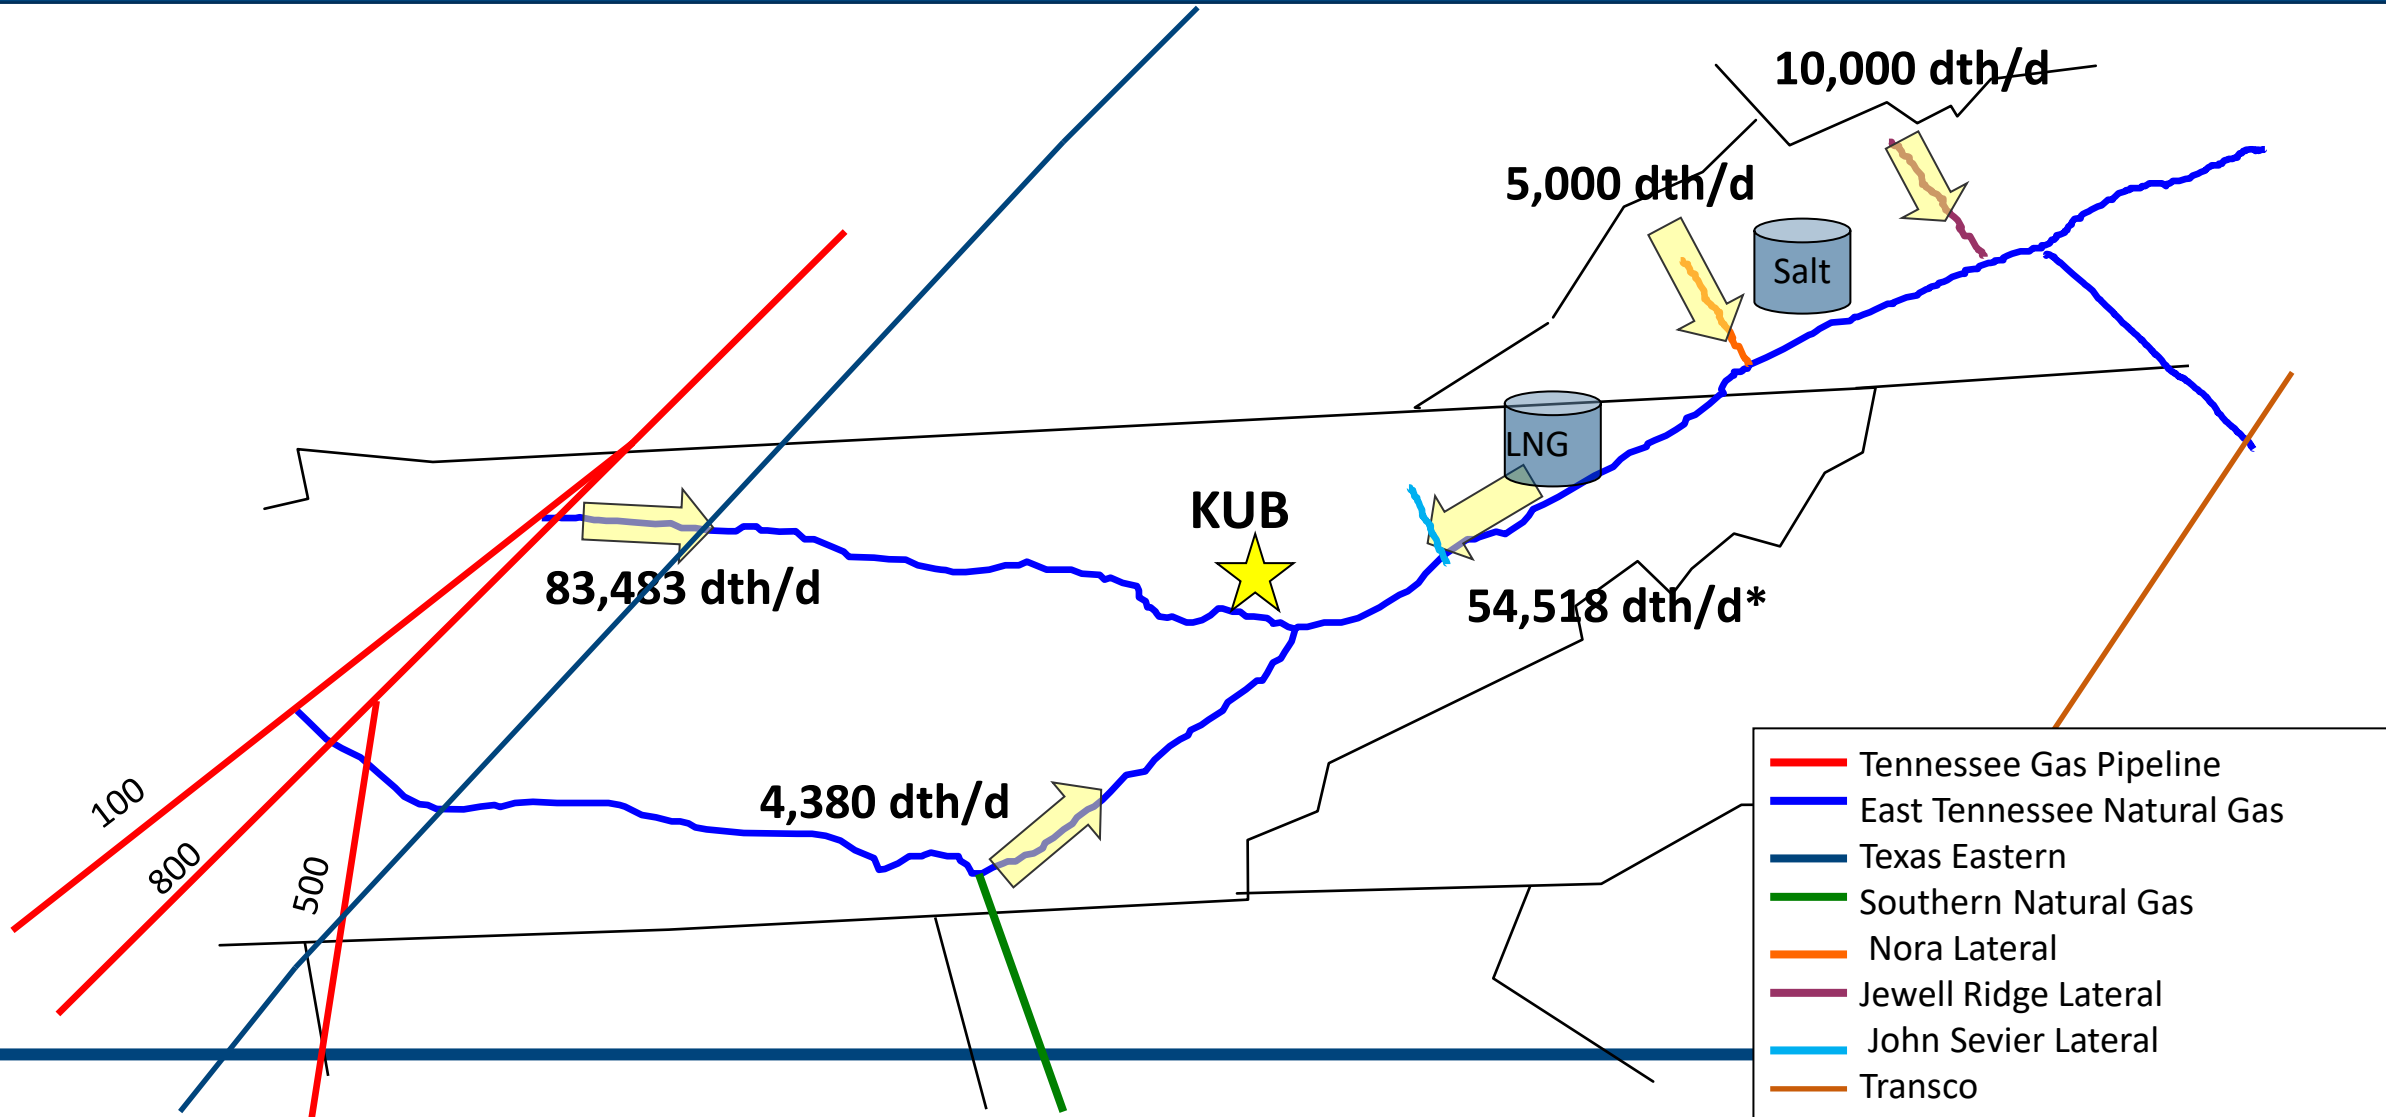 10,000 dth/d
5,000 dth/d
Salt
LNG
KUB
83,483 dth/d
54,518 dth/d*
4,380 dth/d
100
800
500
Tennessee Gas Pipeline
East Tennessee Natural Gas
Texas Eastern
Southern Natural Gas
Nora Lateral
Jewell Ridge Lateral
John Sevier Lateral
Transco